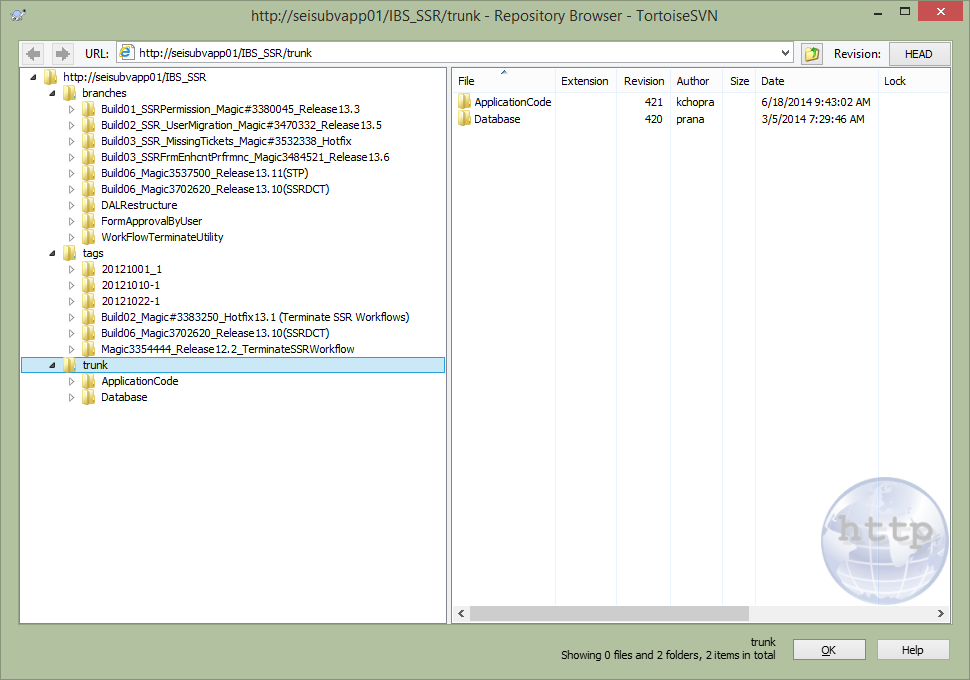 http://seisubvapp01/IBS_SSR/trunk - Repository Browser - TortoiseSVN
URL: http://seisubvapp01/IBS_SSR/trunk Revision: HEAD
http://seisubvapp01/IBS_SSR
branches
Build01_SSRPermission_Magic#3380045_Release13.3
Build02_SSR_UserMigration_Magic#3470332_Release13.5
Build03_SSR_MissingTickets_Magic#3532338_Hotfix
Build03_SSRFrmEnhcntPrfrmnc_Magic3484521_Release13.6
Build06_Magic3537500_Release13.11(STP)
Build06_Magic3702620_Release13.10(SSRDCT)
DALRestructure
FormApprovalByUser
WorkFlowTerminateUtility
tags
20121001_1
20121010-1
20121022-1
Build02_Magic#3383250_Hotfix13.1 (Terminate SSR Workflows)
Build06_Magic3702620_Release13.10(SSRDCT)
Magic3354444_Release12.2_TerminateSSRWorkflow
trunk
ApplicationCode
Database
File Extension Revision Author Size Date Lock
ApplicationCode 421 kchopra 6/18/2014 9:43:02 AM
Database 420 prana 3/5/2014 7:29:46 AM
http
trunk
Showing 0 files and 2 folders, 2 items in total
OK Help